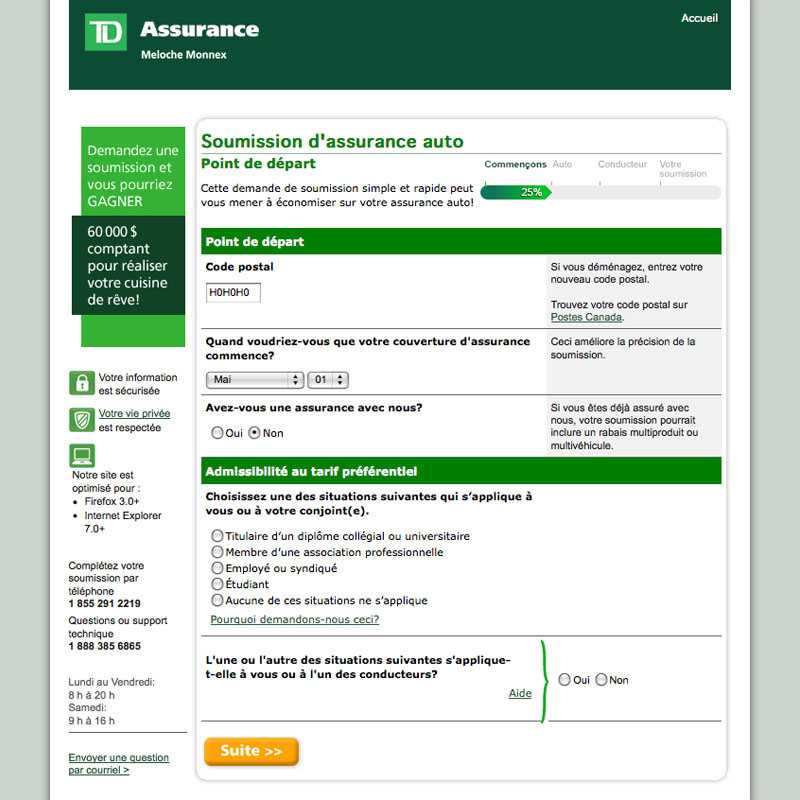 TD Assurance
Meloche Monnex
Accueil
Demandez une
soumission et
vous pourriez
GAGNER
60 000 $
comptant
pour réaliser
votre cuisine
de rêve!
Votre information
est sécurisée
Votre vie privée
est respectée
Notre site est
optimisé pour :
• Firefox 3.0+
• Internet Explorer
7.0+
Complétez votre
soumission par
téléphone
1 855 291 2219
Questions ou support
technique
1 888 385 6865
Lundi au Vendredi:
8 h à 20 h
Samedi:
9 h à 16 h
Envoyer une question
par courriel >
Soumission d'assurance auto
Point de départ
Cette demande de soumission simple et rapide peut
vous mener à économiser sur votre assurance auto!
Commençons Auto Conducteur Votre
soumission
25%
Point de départ
Code postal
H0H0H0
Si vous déménagez, entrez votre
nouveau code postal.
Trouvez votre code postal sur
Postes Canada.
Quand voudriez-vous que votre couverture d'assurance
commence?
Mai 01
Ceci améliore la précision de la
soumission.
Avez-vous une assurance avec nous?
Oui Non
Si vous êtes déjà assuré avec
nous, votre soumission pourrait
inclure un rabais multiproduit ou
multivéhicule.
Admissibilité au tarif préférentiel
Choisissez une des situations suivantes qui s'applique à
vous ou à votre conjoint(e).
Titulaire d'un diplôme collégial ou universitaire
Membre d'une association professionnelle
Employé ou syndiqué
Étudiant
Aucune de ces situations ne s'applique
Pourquoi demandons-nous ceci?
L'une ou l'autre des situations suivantes s'applique-
t-elle à vous ou à l'un des conducteurs?
Aide
Oui Non
Suite >>